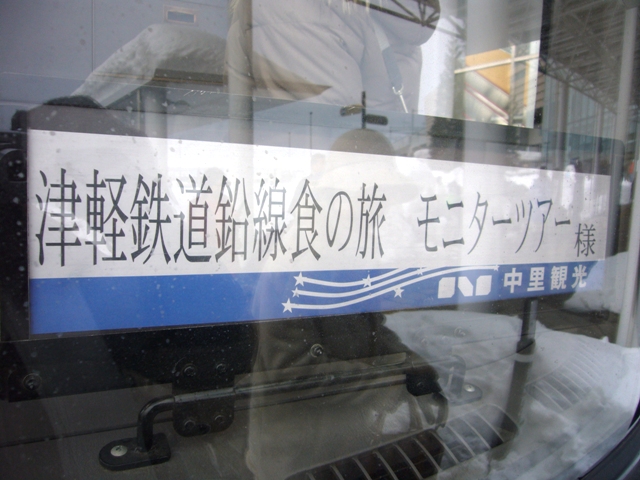 津軽鉄道鉛線食の旅 モニターツアー様
中里観光